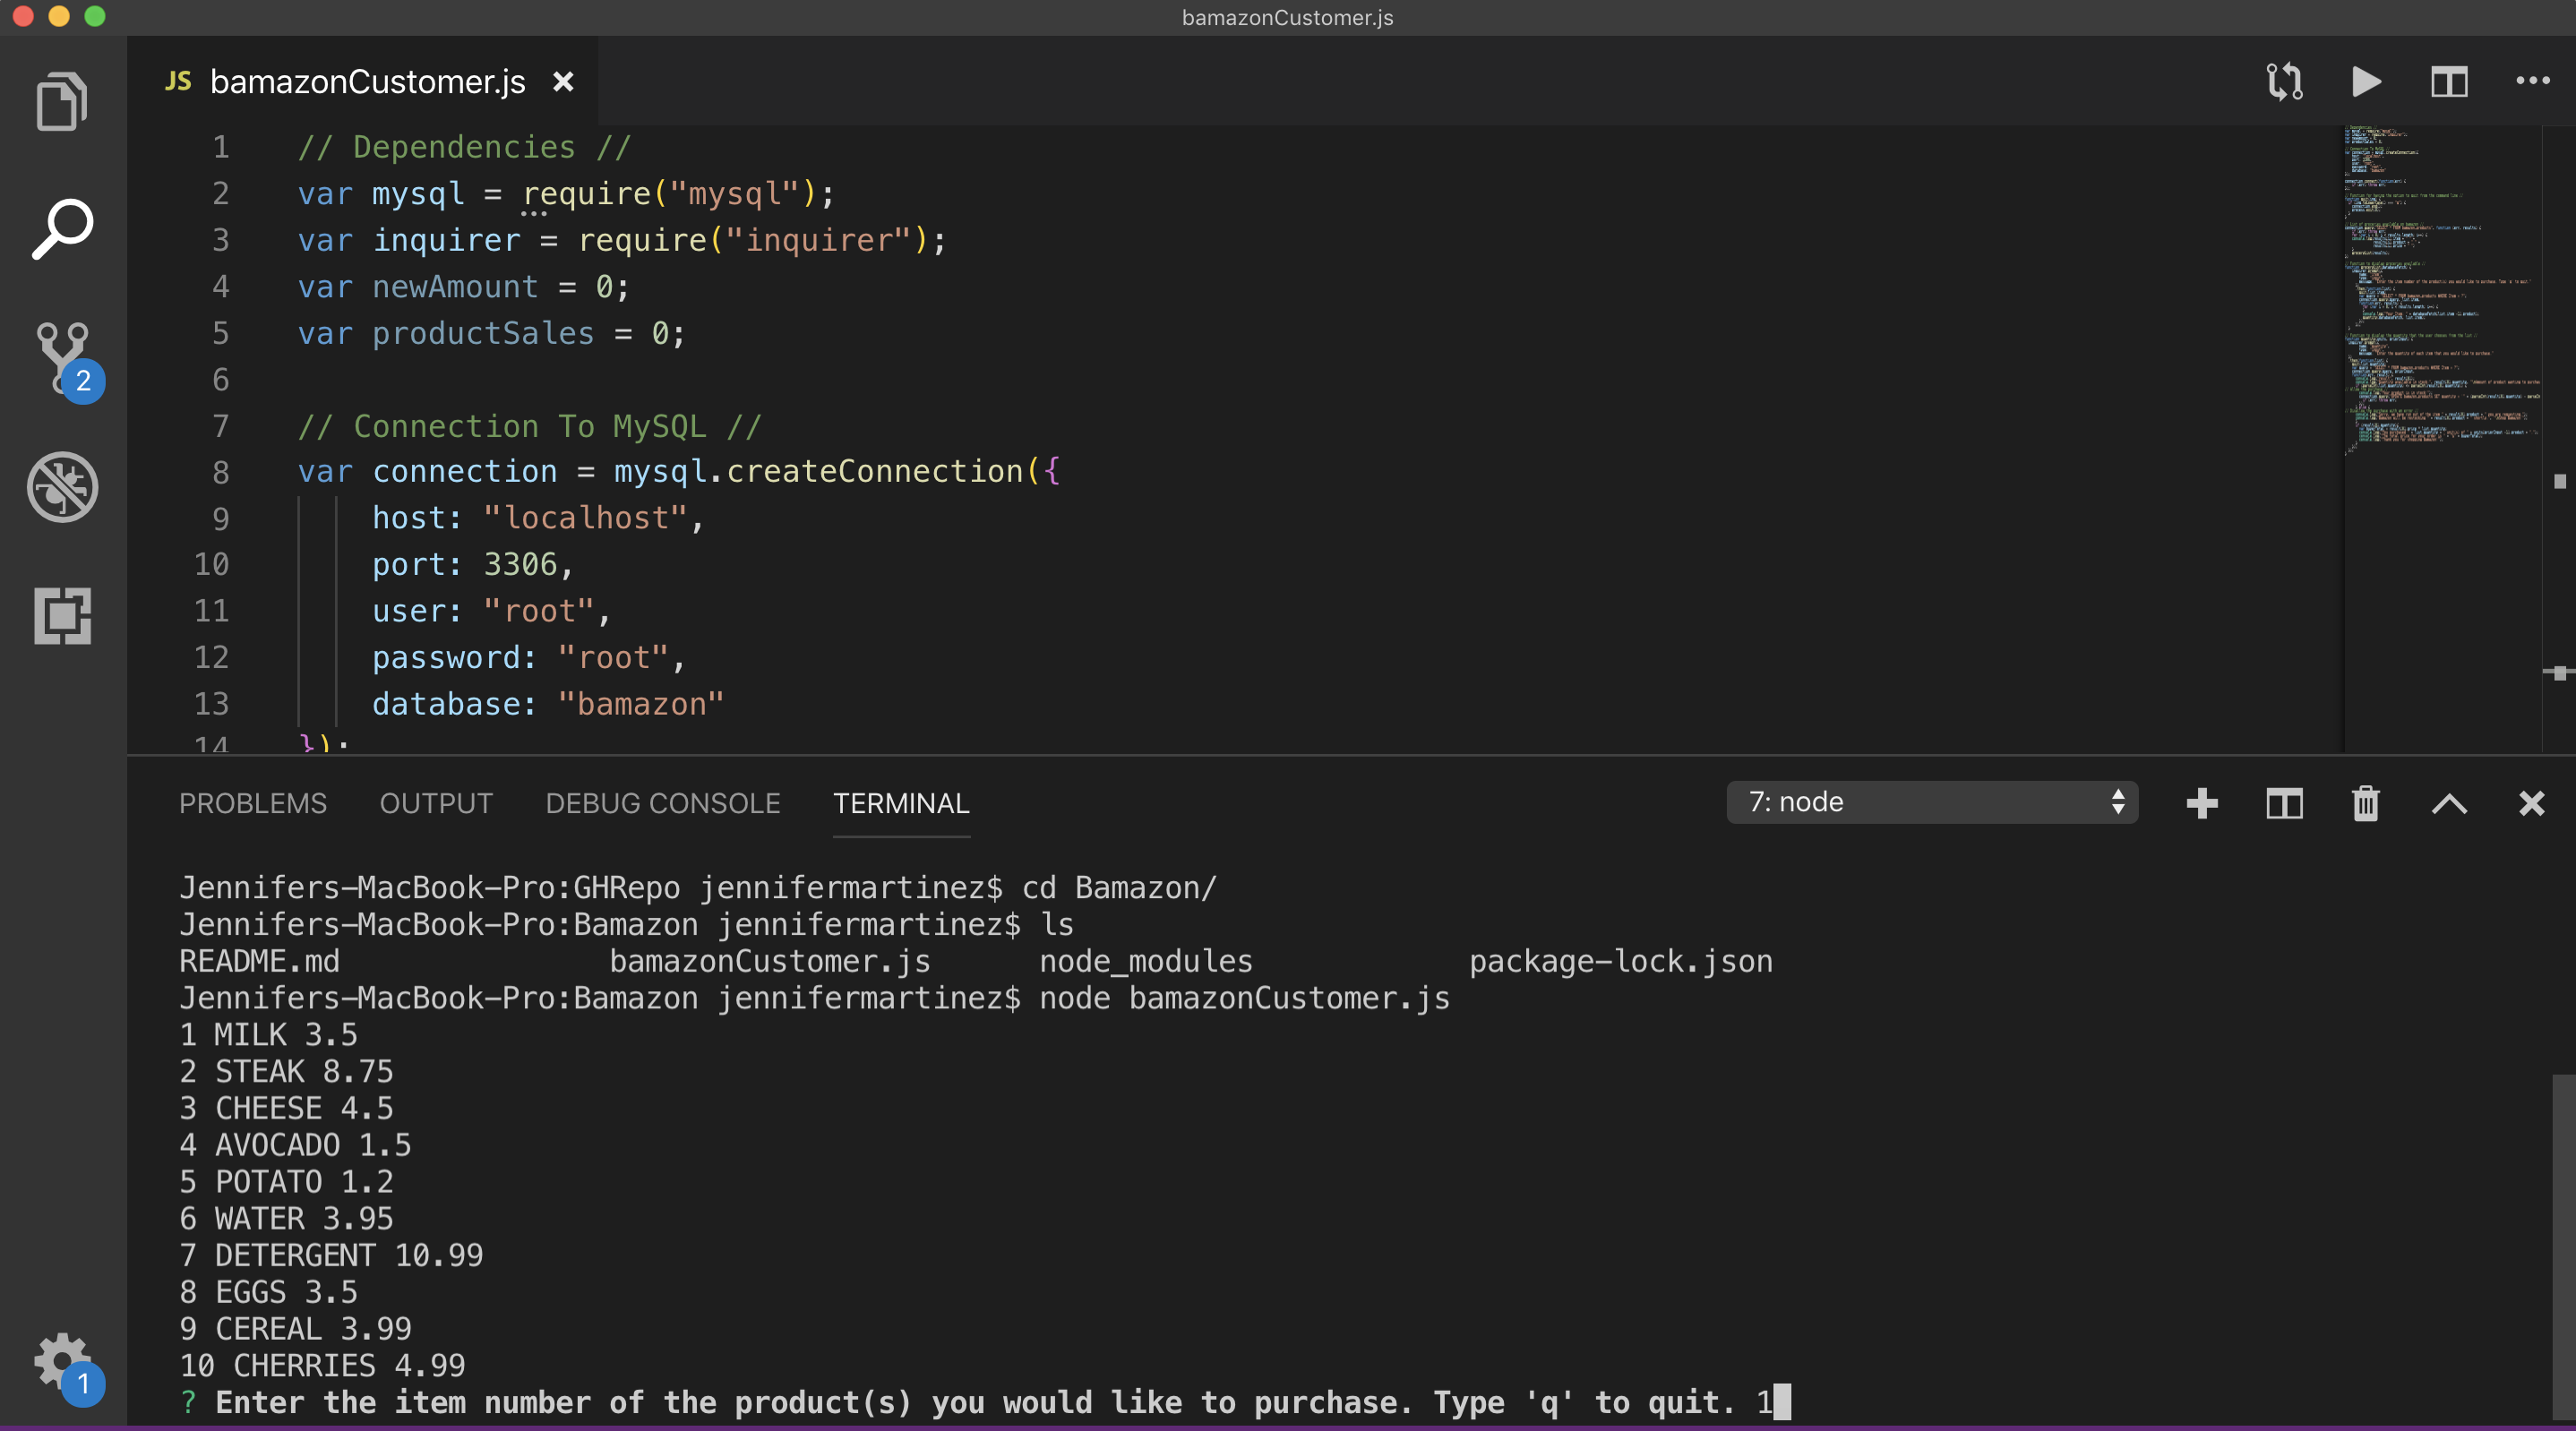 bamazonCustomer.js
JS bamazonCustomer.js
1 // Dependencies //
2 var mysql = require("mysql");
3 var inquirer = require("inquirer");
4 var newAmount = 0;
5 var productSales = 0;
6
7 // Connection To MySQL //
8 var connection = mysql.createConnection({
9 host: "localhost",
10 port: 3306,
11 user: "root",
12 password: "root",
13 database: "bamazon"
14 });
2
1
PROBLEMS OUTPUT DEBUG CONSOLE TERMINAL 7: node
Jennifers-MacBook-Pro:GHRepo jennifermartinez$ cd Bamazon/
Jennifers-MacBook-Pro:Bamazon jennifermartinez$ ls
README.md bamazonCustomer.js node_modules package-lock.json
Jennifers-MacBook-Pro:Bamazon jennifermartinez$ node bamazonCustomer.js
1 MILK 3.5
2 STEAK 8.75
3 CHEESE 4.5
4 AVOCADO 1.5
5 POTATO 1.2
6 WATER 3.95
7 DETERGENT 10.99
8 EGGS 3.5
9 CEREAL 3.99
10 CHERRIES 4.99
? Enter the item number of the product(s) you would like to purchase. Type 'q' to quit. 1